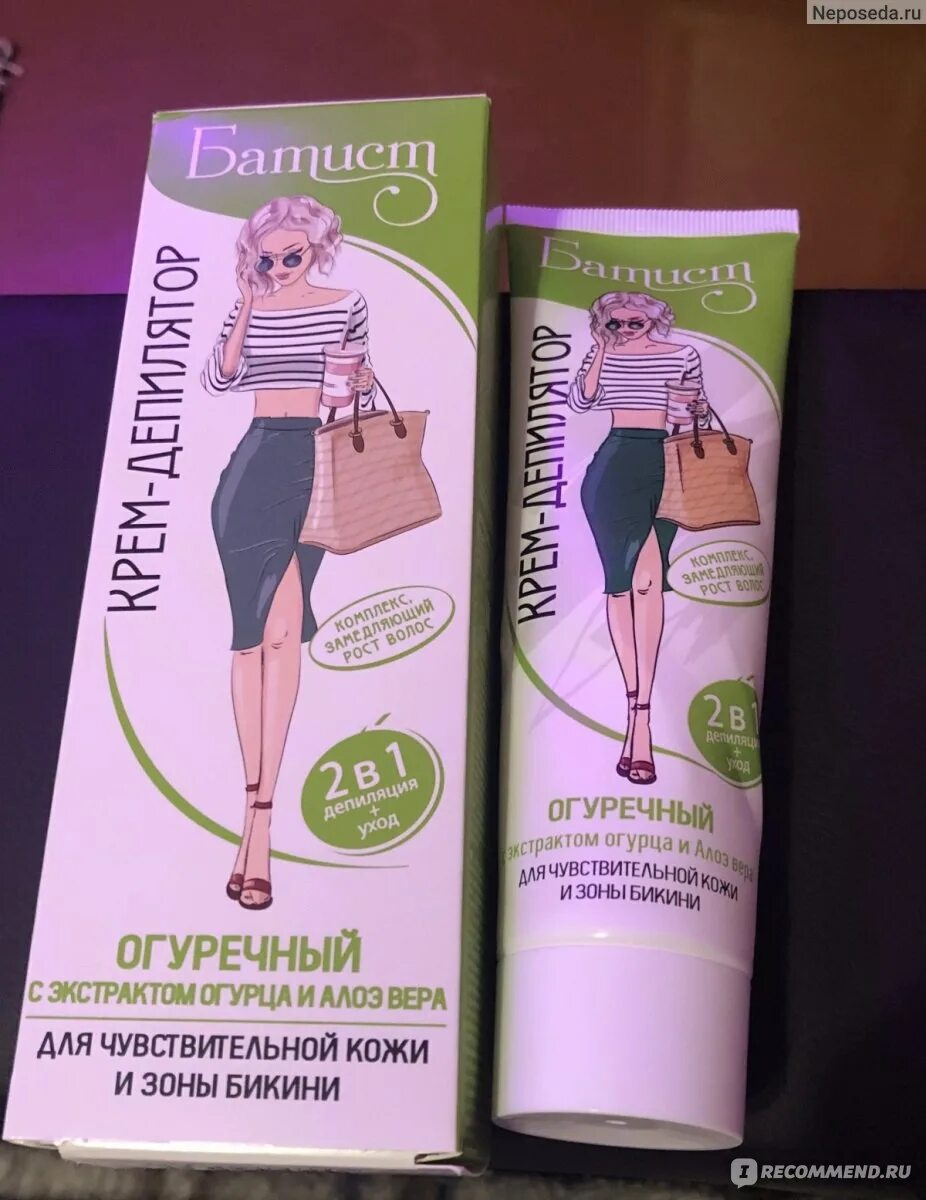 Neposeda.ru
Батист
КРЕМ-ДЕПИЛЯТОР
КОМПЛЕКС,
ЗАМЕДЛЯЮЩИЙ
РОСТ ВОЛОС
2 в 1
депиляция
+
уход
ОГУРЕЧНЫЙ
С ЭКСТРАКТОМ ОГУРЦА И АЛОЭ ВЕРА
ДЛЯ ЧУВСТВИТЕЛЬНОЙ КОЖИ
И ЗОНЫ БИКИНИ
Батист
КРЕМ-ДЕПИЛЯТОР
КОМПЛЕКС,
ЗАМЕДЛЯЮЩИЙ
РОСТ ВОЛОС
2 в 1
депиляци
+
уход
ОГУРЕЧНЫЙ
с экстрактом огурца и Алоэ вера
ДЛЯ ЧУВСТВИТЕЛЬНОЙ КОЖИ
И ЗОНЫ БИКИНИ
IRECOMMEND.RU